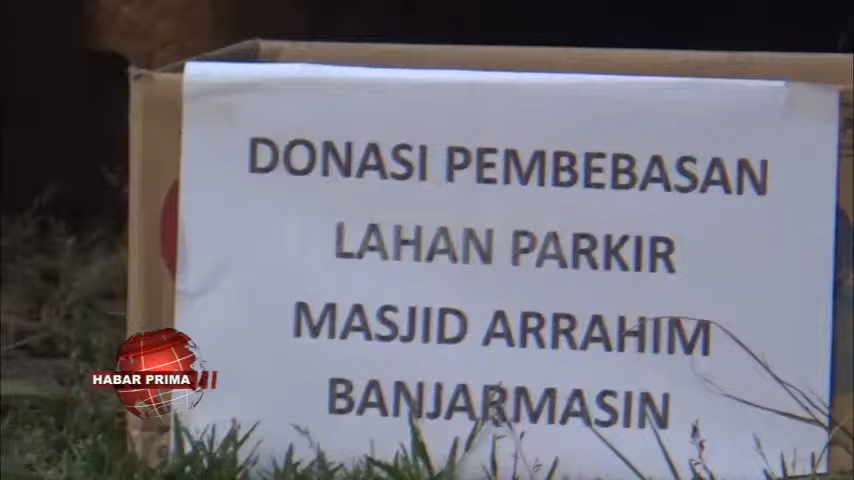 DONASI PEMBEBASAN
LAHAN PARKIR
MASJID ARRAHIM
BANJARMASIN
HABAR PRIMA